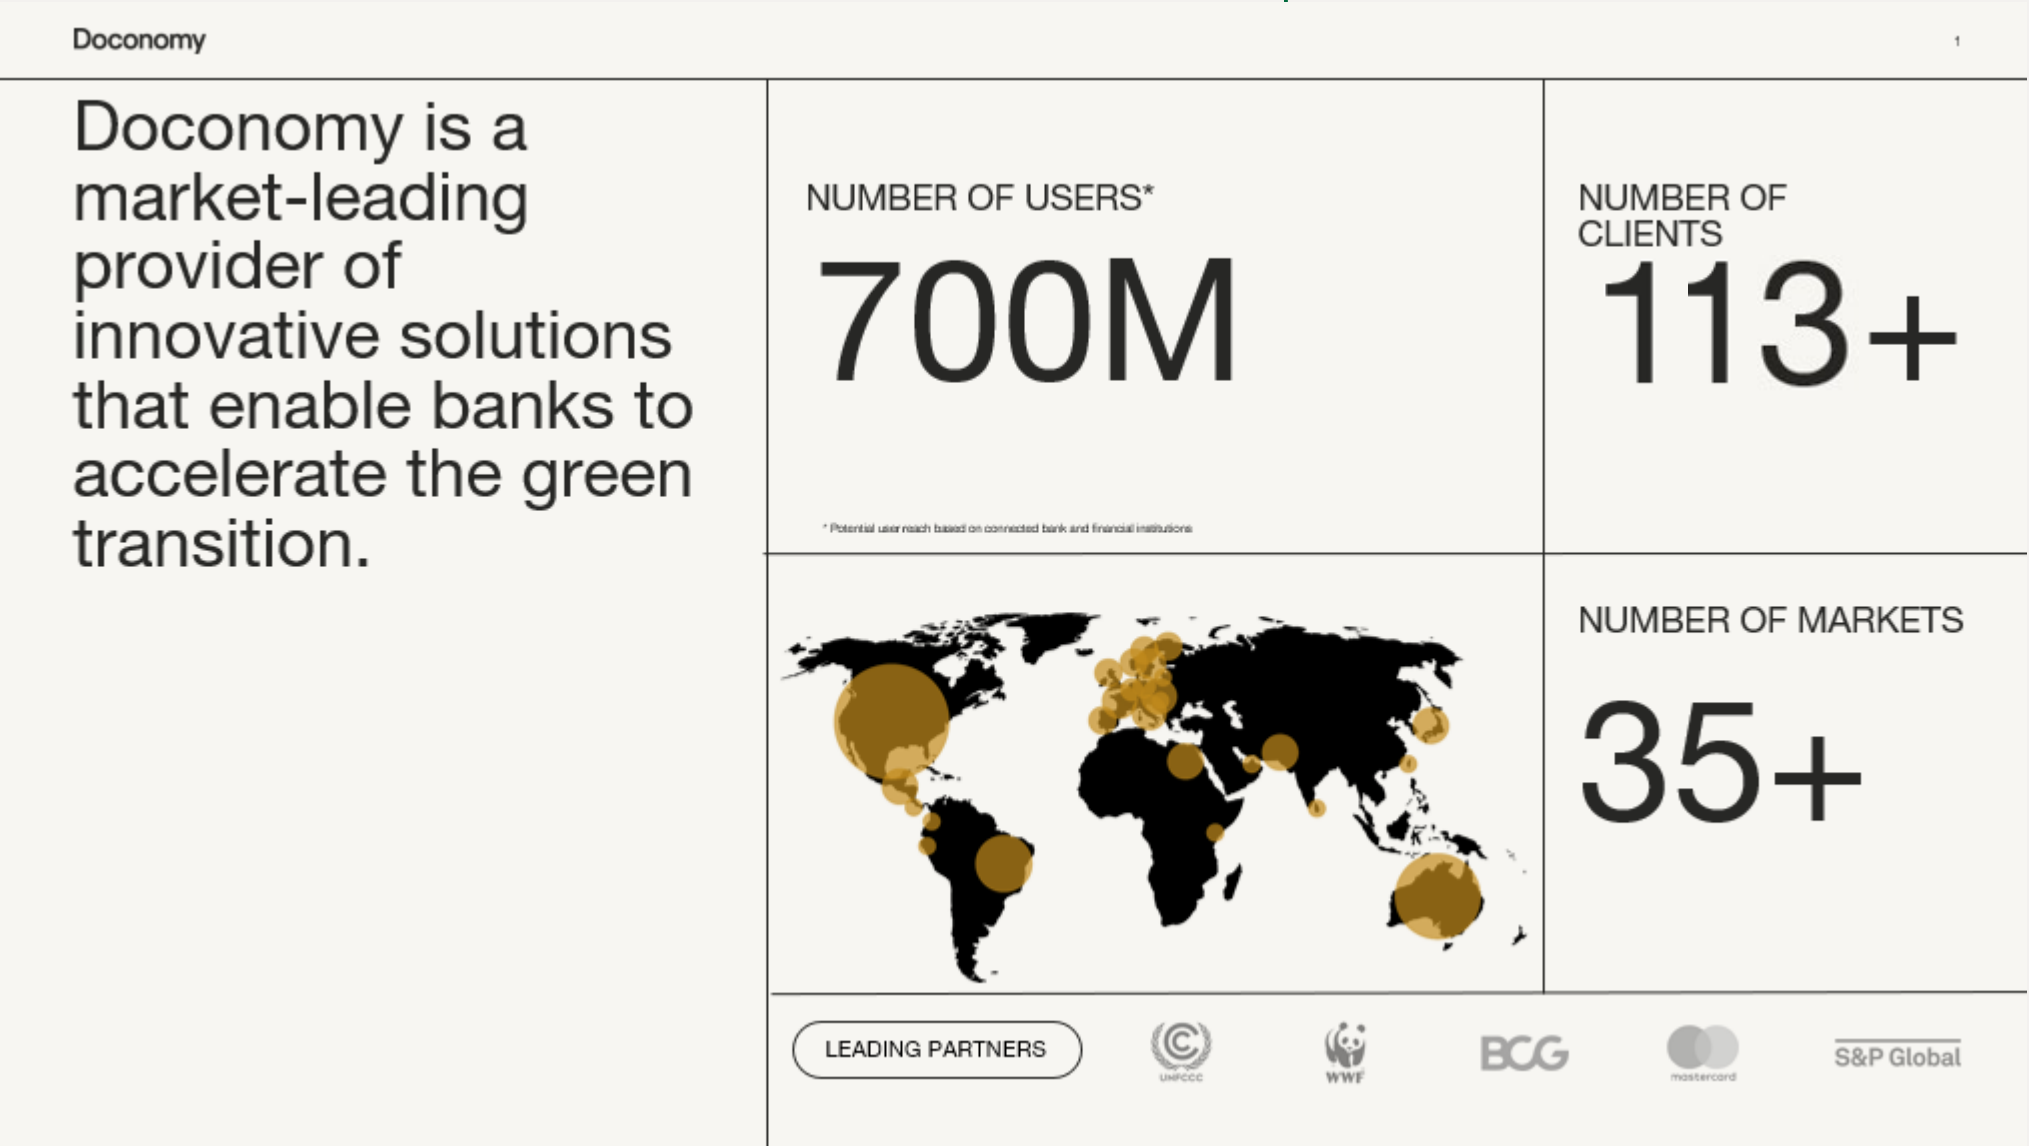 Doconomy
1
Doconomy is a
market-leading
provider of
innovative solutions
that enable banks to
accelerate the green
transition.
NUMBER OF USERS*
700M
* Potential user reach based on connected bank and financial institutions
NUMBER OF
CLIENTS
113+
NUMBER OF MARKETS
35+
LEADING PARTNERS
UNFCCC
WWF
BCG
mastercard
S&P Global